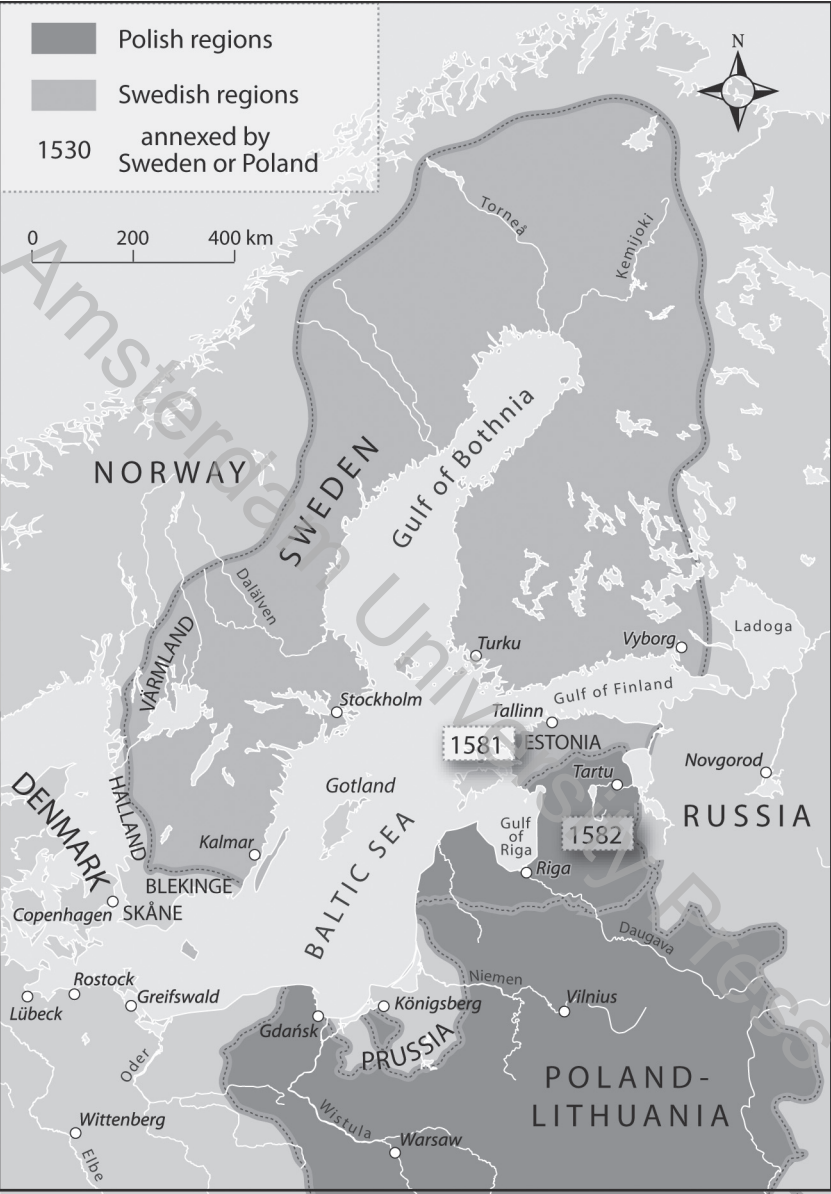 Polish regions
Swedish regions
1530
annexed by
Sweden or Poland
N
0 200 400 km
Torneå
Kemijoki
Gulf of Bothnia
NORWAY
SWEDEN
Dalälven
VÄRMLAND
Ladoga
Turku
Vyborg
Gulf of Finland
Stockholm
Tallinn
1581
ESTONIA
Tartu
Novgorod
RUSSIA
Gotland
HALLAND
DENMARK
Kalmar
BALTIC SEA
Gulf
of
Riga
1582
Riga
BLEKINGE
Copenhagen
SKÅNE
Daugava
Niemen
Rostock
Lübeck
Greifswald
Königsberg
Vilnius
Gdańsk
PRUSSIA
Oder
POLAND-
LITHUANIA
Wittenberg
Wistula
Warsaw
Elbe
Amsterdam University Press